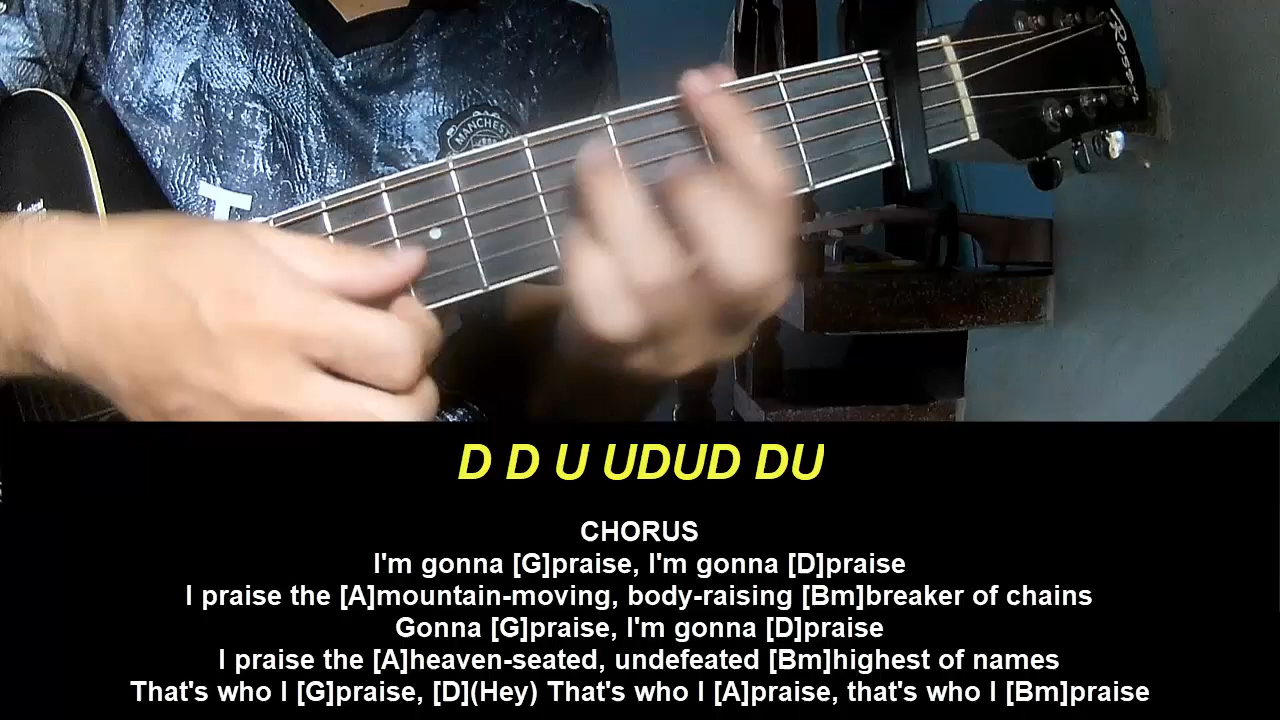 MANCHEST
T
D D U UDUD DU
CHORUS
I'm gonna [G]praise, I'm gonna [D]praise
I praise the [A]mountain-moving, body-raising [Bm]breaker of chains
Gonna [G]praise, I'm gonna [D]praise
I praise the [A]heaven-seated, undefeated [Bm]highest of names
That's who I [G]praise, [D](Hey) That's who I [A]praise, that's who I [Bm]praise